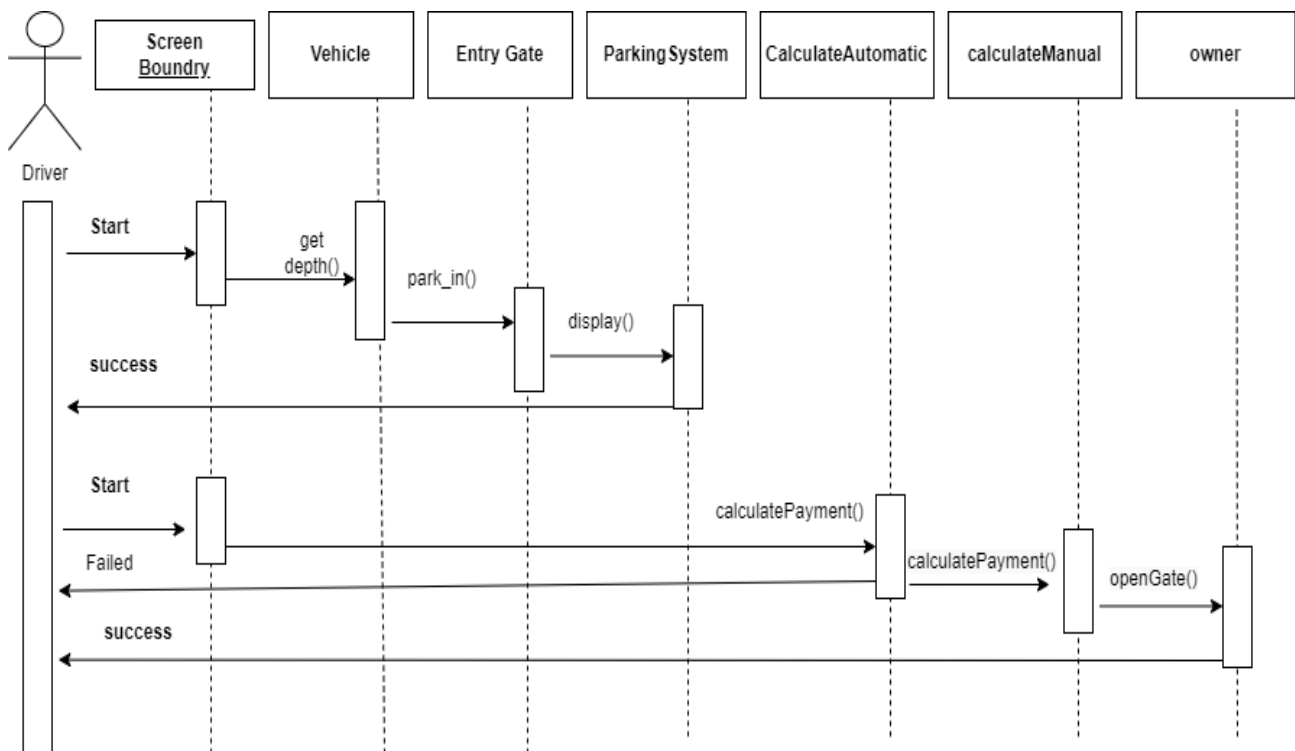 Screen
Boundry
Vehicle
Entry Gate
ParkingSystem
CalculateAutomatic
calculateManual
owner
Driver
Start
get
depth()
park_in()
display()
success
Start
calculatePayment()
Failed
calculatePayment()
openGate()
success